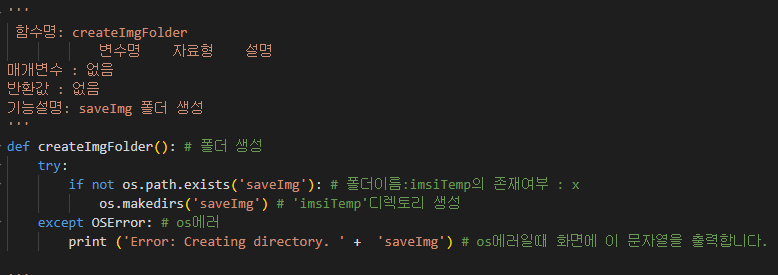 '''
함수명: createImgFolder
변수명 자료형 설명
매개변수 : 없음
반환값 : 없음
기능설명: saveImg 폴더 생성
'''
def createImgFolder(): # 폴더 생성
try:
if not os.path.exists('saveImg'): # 폴더이름:imsiTemp의 존재여부 : x
os.makedirs('saveImg') # 'imsiTemp'디렉토리 생성
except OSError: # os에러
print ('Error: Creating directory. ' +  'saveImg') # os에러일때 화면에 이 문자열을 출력합니다.
'''